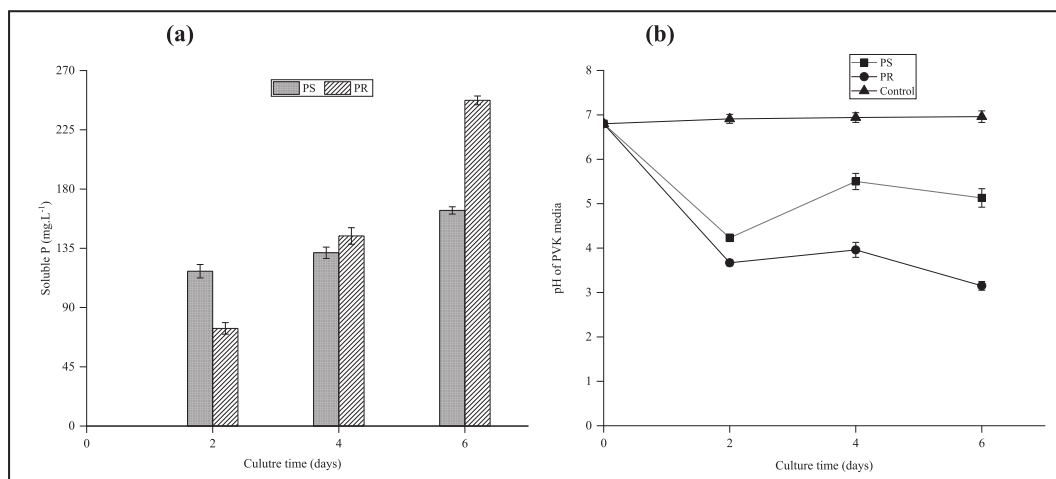 (a)
PS PR
Soluble P (mg.L⁻¹)
270
225
180
135
90
45
0
0 2 4 6
Culutre time (days)
(b)
PS
PR
Control
pH of PVK media
8
7
6
5
4
3
2
1
0
0 2 4 6
Culture time (days)